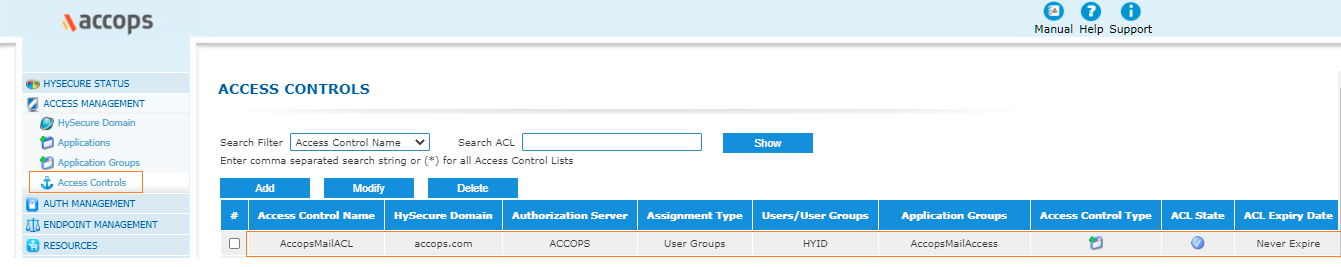 accops
Manual Help Support
HYSECURE STATUS
ACCESS MANAGEMENT
HySecure Domain
Applications
Application Groups
Access Controls
AUTH MANAGEMENT
ENDPOINT MANAGEMENT
RESOURCES
ACCESS CONTROLS
Search Filter Access Control Name Search ACL Show
Enter comma separated search string or (*) for all Access Control Lists
Add Modify Delete
# Access Control Name HySecure Domain Authorization Server Assignment Type Users/User Groups Application Groups Access Control Type ACL State ACL Expiry Date
AccopsMailACL accops.com ACCOPS User Groups HYID AccopsMailAccess Never Expire